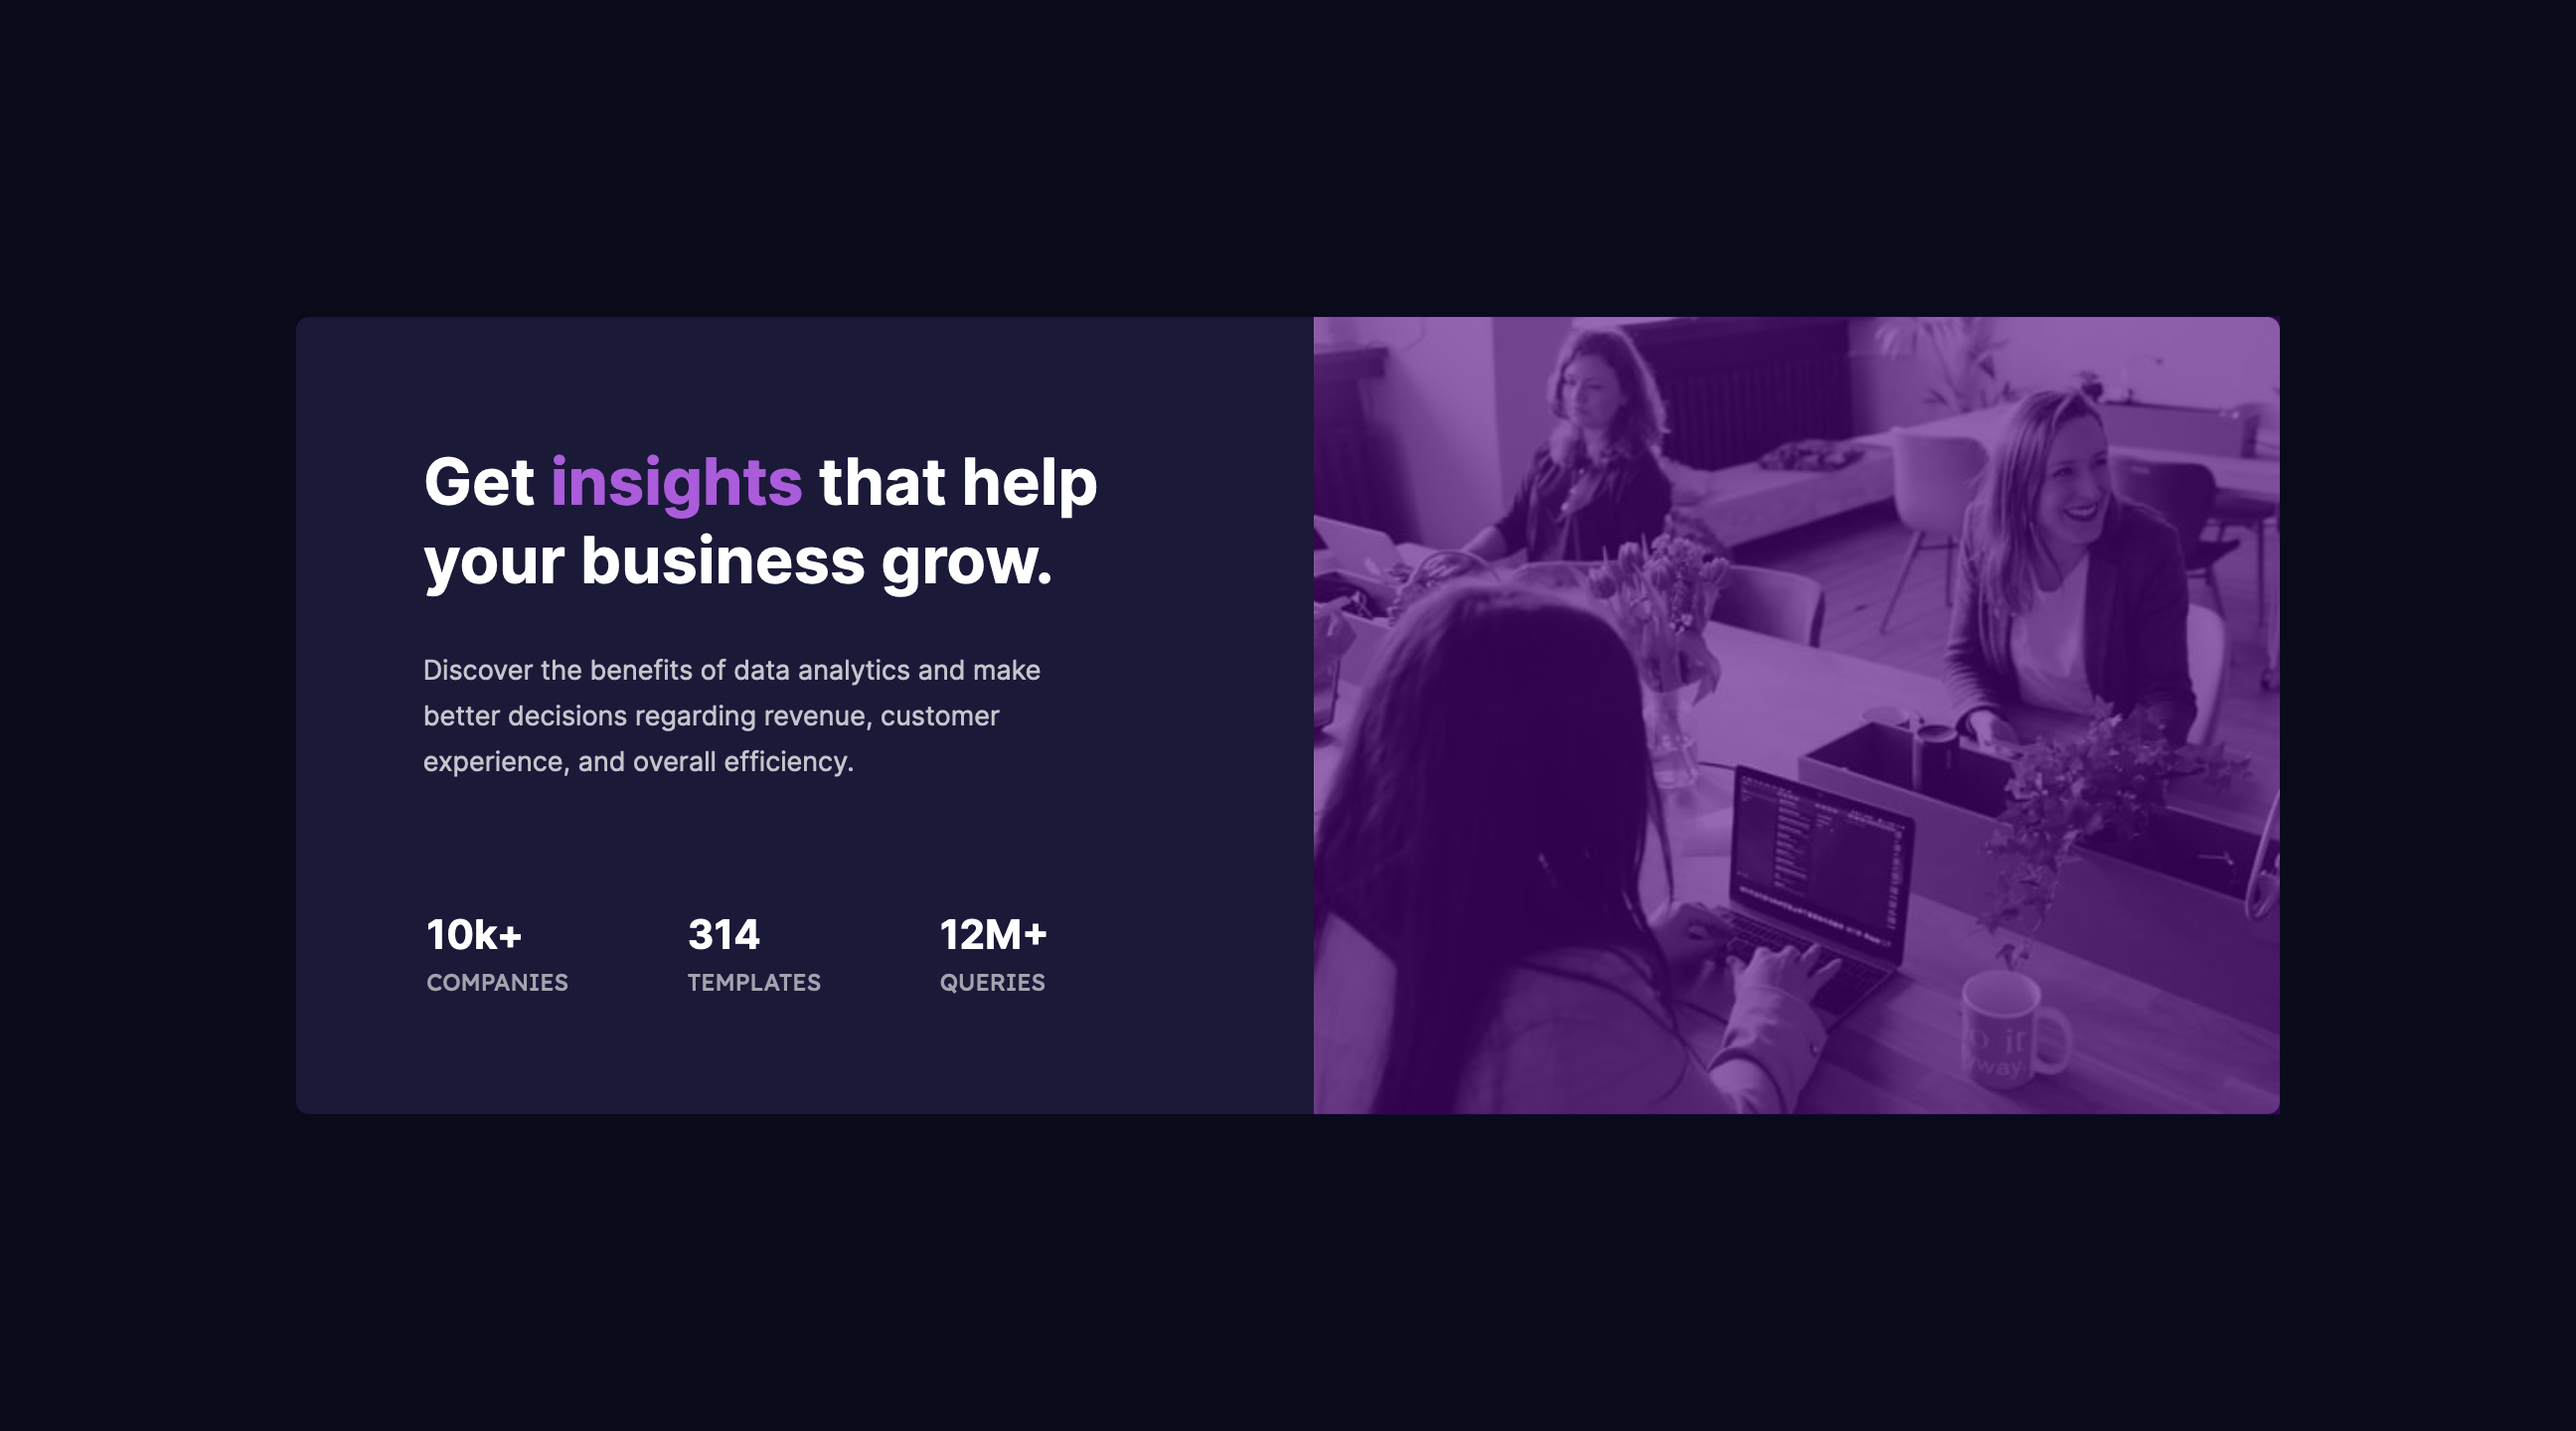 Get insights that help
your business grow.
Discover the benefits of data analytics and make
better decisions regarding revenue, customer
experience, and overall efficiency.
10k+ 314 12M+
COMPANIES TEMPLATES QUERIES